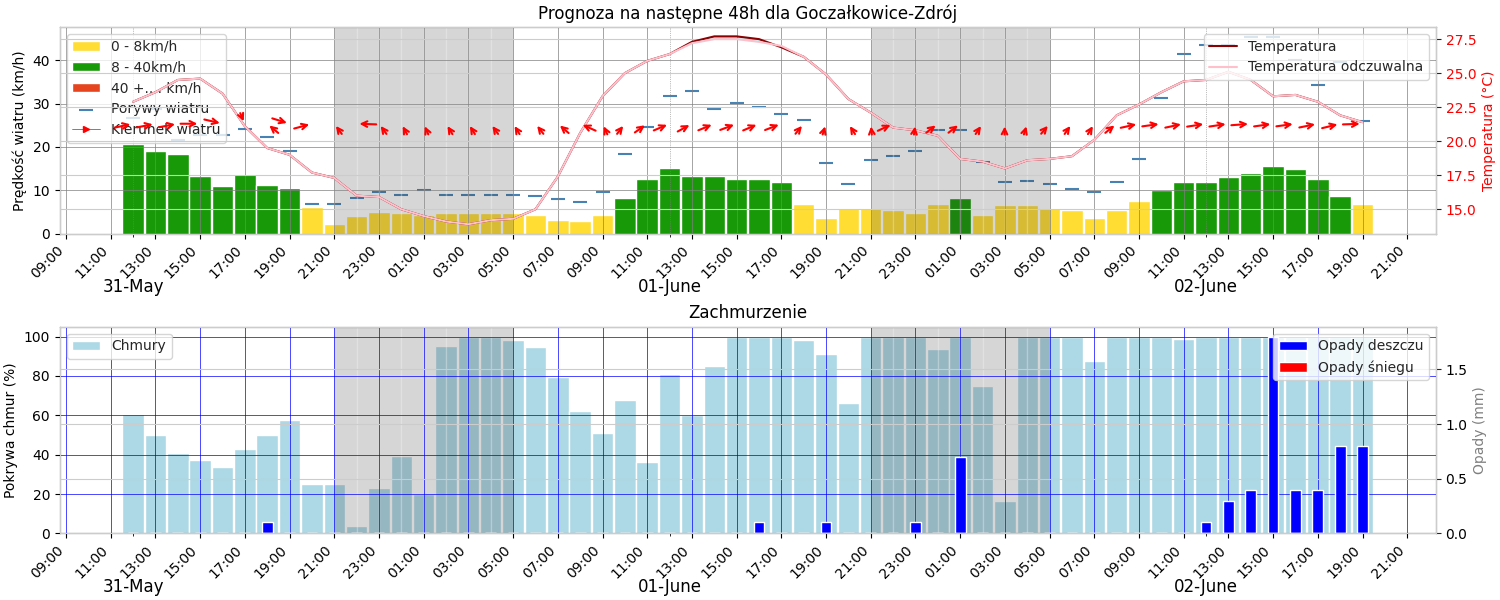 Prognoza na następne 48h dla Goczałkowice-Zdrój
Prędkość wiatru (km/h)
40
30
20
10
0
0 - 8km/h
8 - 40km/h
40 +.... km/h
Porywy wiatru
Kierunek wiatru
Temperatura
Temperatura odczuwalna
27.5
25.0
22.5
20.0
17.5
15.0
Temperatura (°C)
09:00 11:00 13:00 15:00 17:00 19:00 21:00 23:00 01:00 03:00 05:00 07:00 09:00 11:00 13:00 15:00 17:00 19:00 21:00 23:00 01:00 03:00 05:00 07:00 09:00 11:00 13:00 15:00 17:00 19:00 21:00
31-May 01-June 02-June
Zachmurzenie
Pokrywa chmur (%)
100
80
60
40
20
0
Chmury
Opady deszczu
Opady śniegu
1.5
1.0
0.5
0.0
Opady (mm)
09:00 11:00 13:00 15:00 17:00 19:00 21:00 23:00 01:00 03:00 05:00 07:00 09:00 11:00 13:00 15:00 17:00 19:00 21:00 23:00 01:00 03:00 05:00 07:00 09:00 11:00 13:00 15:00 17:00 19:00 21:00
31-May 01-June 02-June